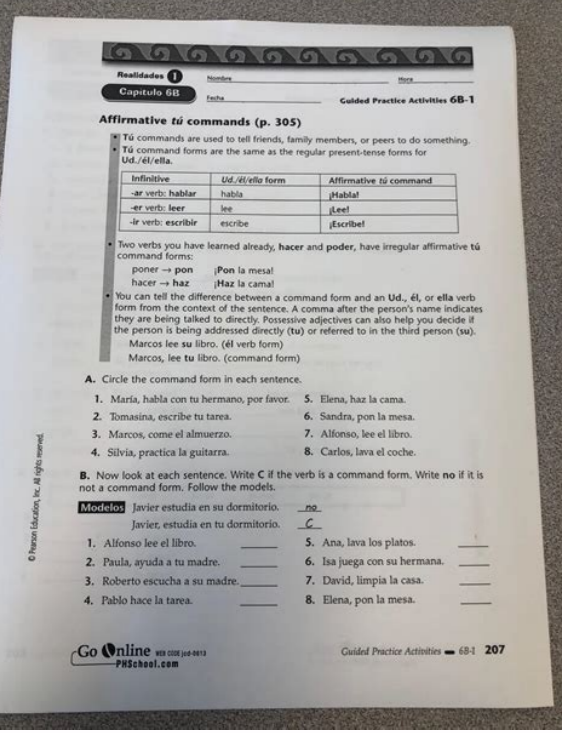 Realidades 1 Nombre Hora
Capítulo 6B Fecha Guided Practice Activities 6B-1
Affirmative tú commands (p. 305)
• Tú commands are used to tell friends, family members, or peers to do something.
• Tú command forms are the same as the regular present-tense forms for
Ud./él/ella.
Infinitive Ud./él/ella form Affirmative tú command
-ar verb: hablar habla ¡Habla!
-er verb: leer lee ¡Lee!
-ir verb: escribir escribe ¡Escribe!
• Two verbs you have learned already, hacer and poder, have irregular affirmative tú
command forms:
poner → pon ¡Pon la mesa!
hacer → haz ¡Haz la cama!
• You can tell the difference between a command form and an Ud., él, or ella verb
form from the context of the sentence. A comma after the person's name indicates
they are being talked to directly. Possessive adjectives can also help you decide if
the person is being addressed directly (tu) or referred to in the third person (su).
Marcos lee su libro. (él verb form)
Marcos, lee tu libro. (command form)
A. Circle the command form in each sentence.
1. María, habla con tu hermano, por favor. 5. Elena, haz la cama.
2. Tomasina, escribe tu tarea. 6. Sandra, pon la mesa.
3. Marcos, come el almuerzo. 7. Alfonso, lee el libro.
4. Silvia, practica la guitarra. 8. Carlos, lava el coche.
B. Now look at each sentence. Write C if the verb is a command form. Write no if it is
not a command form. Follow the models.
Modelos Javier estudia en su dormitorio. no
Javier, estudia en tu dormitorio. C
1. Alfonso lee el libro. 5. Ana, lava los platos.
2. Paula, ayuda a tu madre. 6. Isa juega con su hermana.
3. Roberto escucha a su madre. 7. David, limpia la casa.
4. Pablo hace la tarea. 8. Elena, pon la mesa.
© Pearson Education, Inc. All rights reserved.
Go Online WEB CODE jcd-0613
PHSchool.com
Guided Practice Activities 6B-1 207